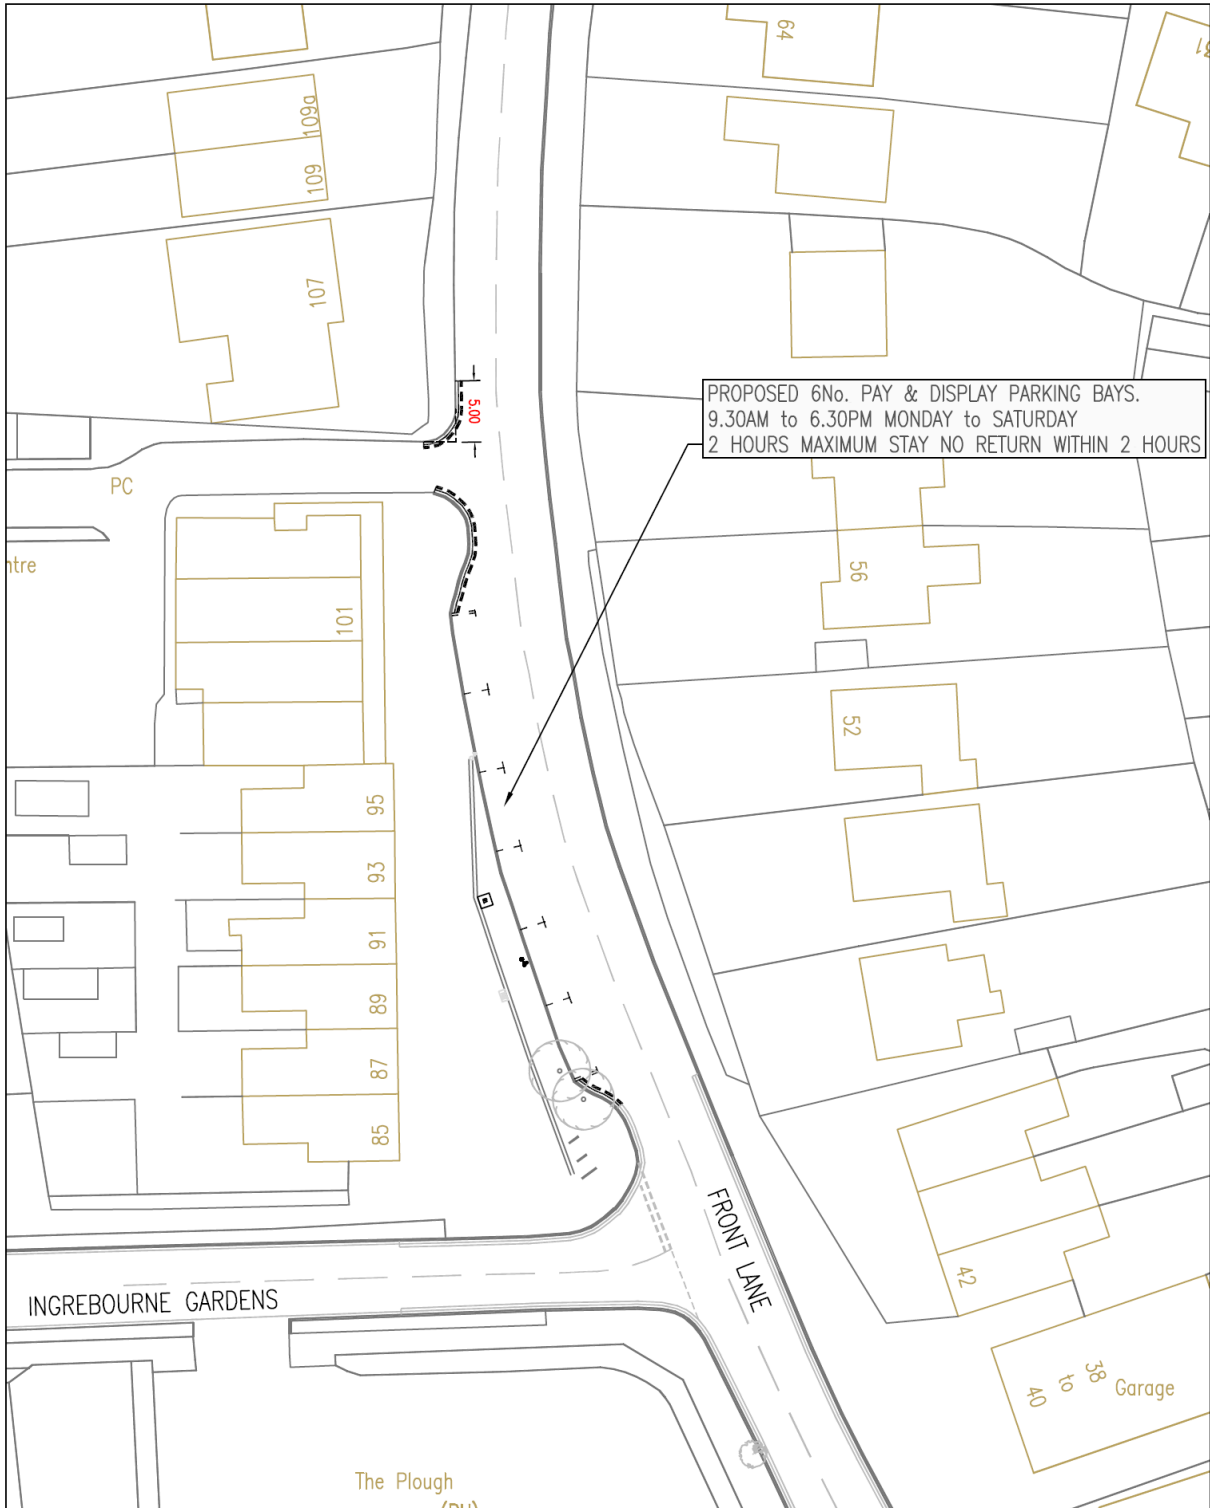 64
31
109a
109
107
5.00
PROPOSED 6No. PAY & DISPLAY PARKING BAYS.
9.30AM to 6.30PM MONDAY to SATURDAY
2 HOURS MAXIMUM STAY NO RETURN WITHIN 2 HOURS
PC
ntre
56
101
52
95
93
91
89
87
85
FRONT LANE
42
INGREBOURNE GARDENS
38
to
40
Garage
The Plough
(PH)